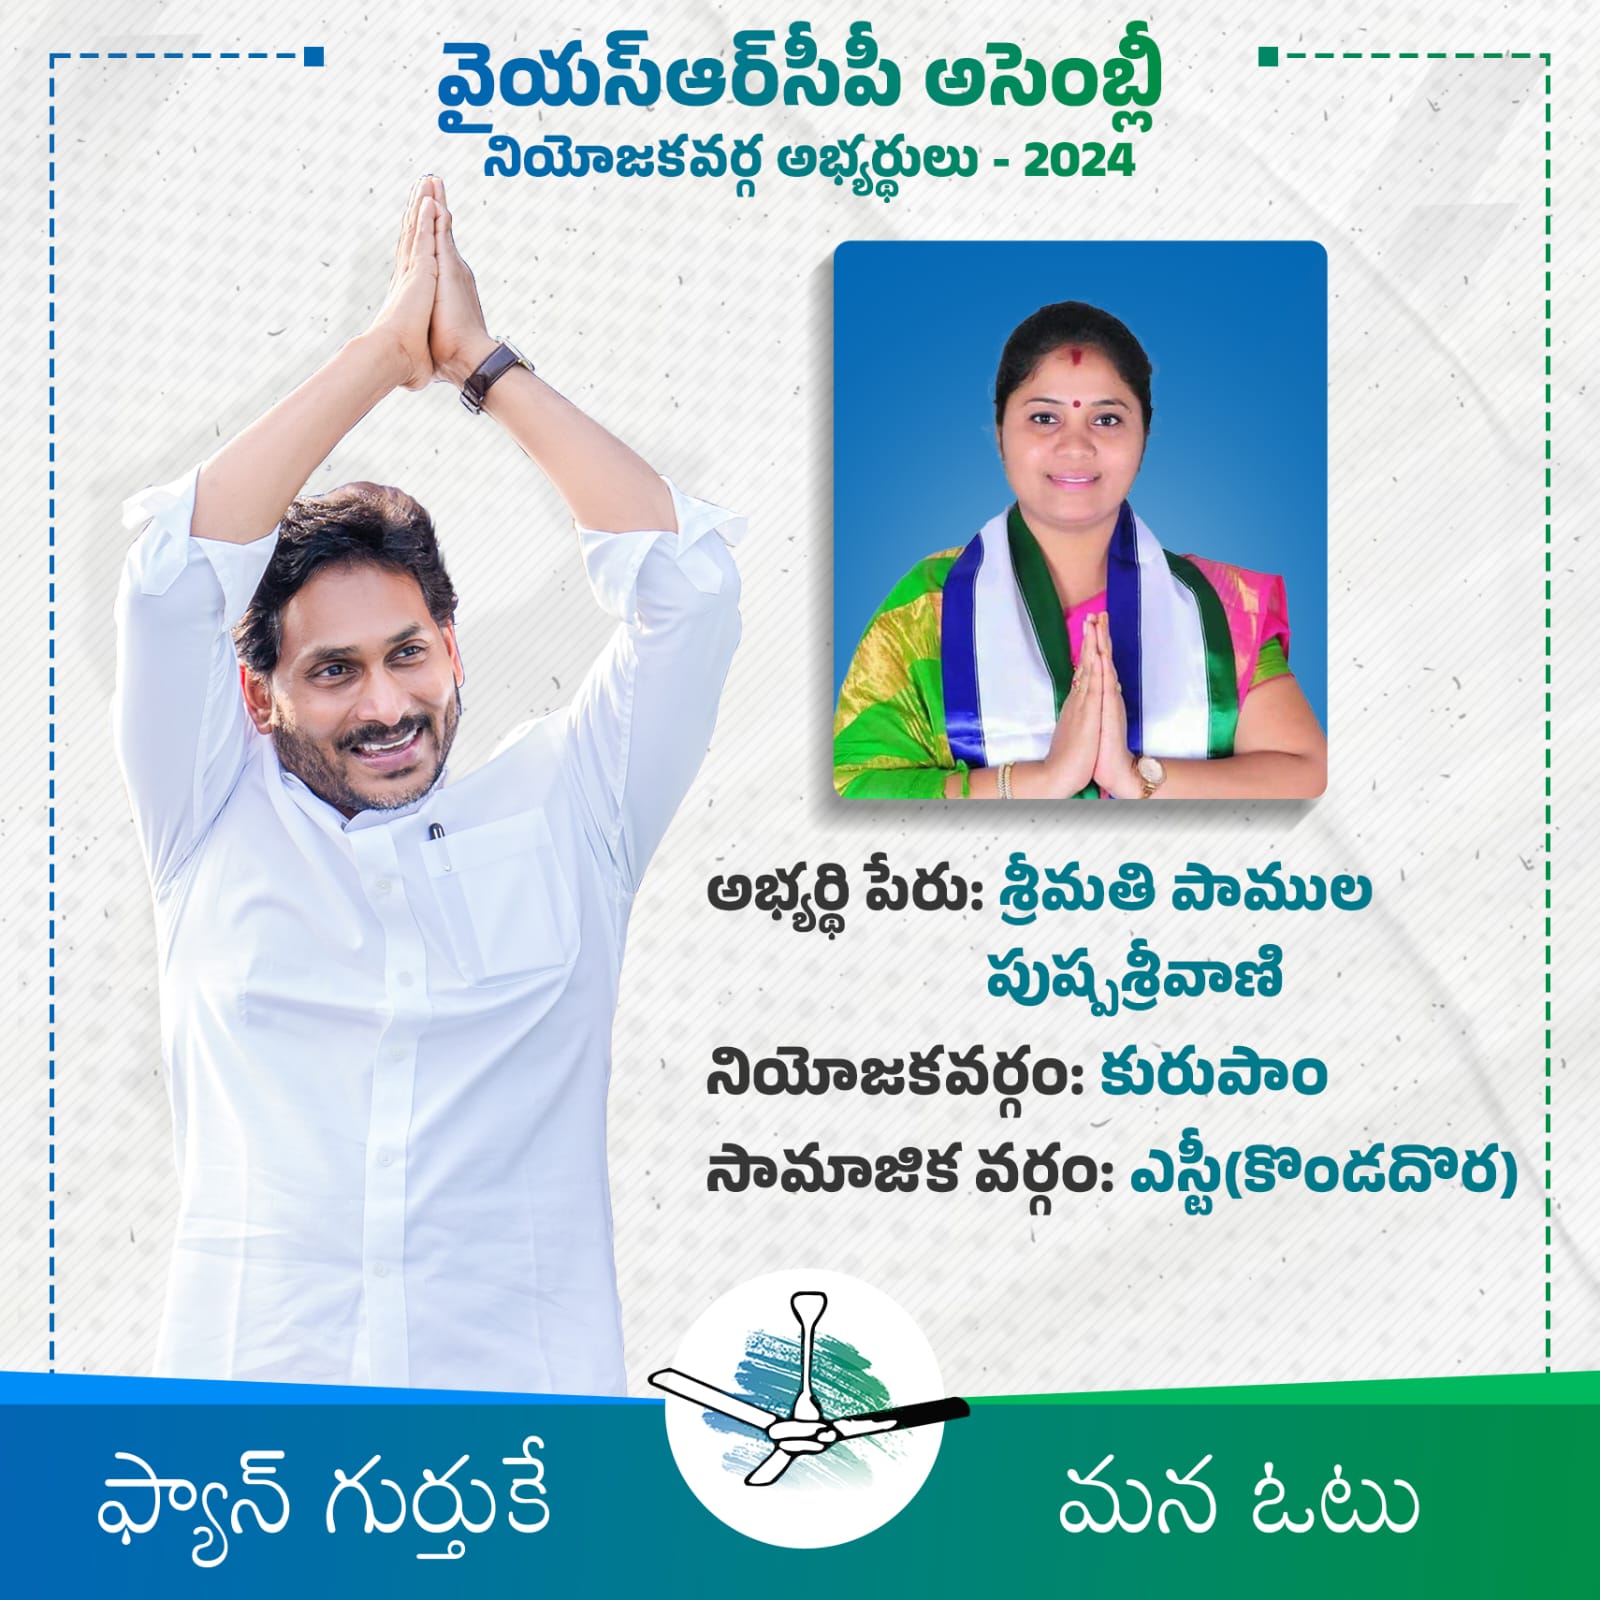 వైయస్ఆర్‌సీపీ అసెంబ్లీ
నియోజకవర్గ అభ్యర్థులు - 2024
అభ్యర్థి పేరు: శ్రీమతి పాముల
పుష్పశ్రీవాణి
నియోజకవర్గం: కురుపాం
సామాజిక వర్గం: ఎస్టీ(కొండదొర)
ఫ్యాన్ గుర్తుకే
మన ఓటు